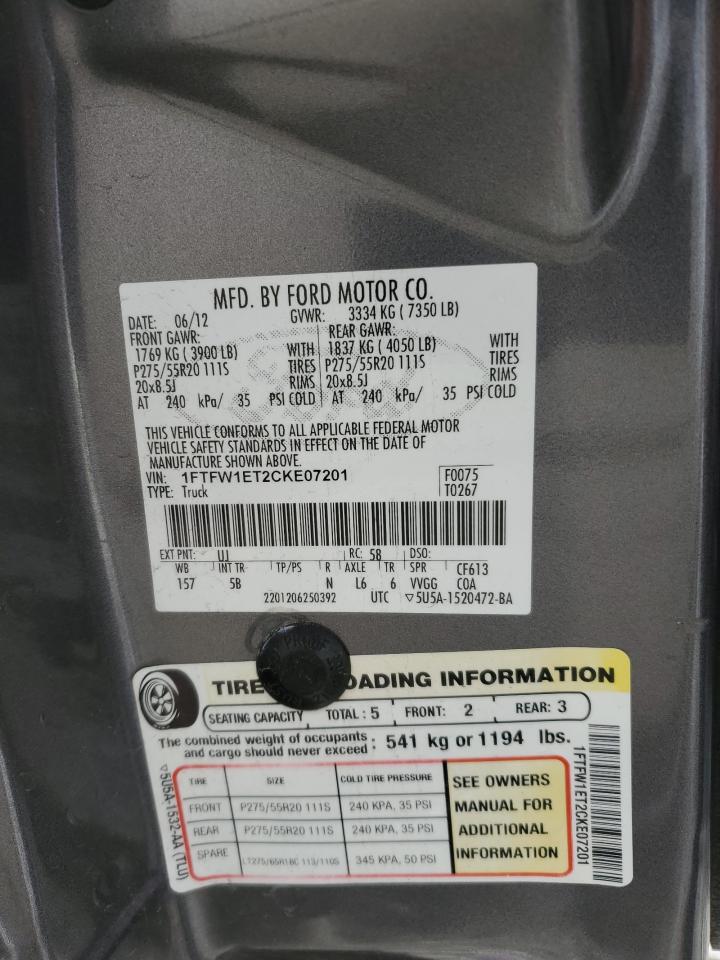 MFD. BY FORD MOTOR CO.
DATE: 06/12 GVWR: 3334 KG ( 7350 LB)
FRONT GAWR: REAR GAWR:
1769 KG ( 3900 LB) WITH 1837 KG ( 4050 LB) WITH
P275/55R20 111S TIRES P275/55R20 111S TIRES
20x8.5J RIMS 20x8.5J RIMS
AT 240 kPa/ 35 PSI COLD AT 240 kPa/ 35 PSI COLD
THIS VEHICLE CONFORMS TO ALL APPLICABLE FEDERAL MOTOR
VEHICLE SAFETY STANDARDS IN EFFECT ON THE DATE OF
MANUFACTURE SHOWN ABOVE.
VIN: 1FTFW1ET2CKE07201 F0075
TYPE: Truck T0267
EXT PNT: UJ RC: 58 DSO:
WB INT TR TP/PS R AXLE TR SPR CF613
157 5B N L6 6 VVGG COA
2201206250392 UTC ▽5U5A-1520472-BA
TIRE OADING INFORMATION
SEATING CAPACITY TOTAL : 5 FRONT: 2 REAR: 3
The combined weight of occupants
and cargo should never exceed : 541 kg or 1194 lbs.
TIRE SIZE COLD TIRE PRESSURE
FRONT P275/55R20 111S 240 KPA, 35 PSI
REAR P275/55R20 111S 240 KPA, 35 PSI
SPARE LT275/65R18C 113/110S 345 KPA, 50 PSI
SEE OWNERS
MANUAL FOR
ADDITIONAL
INFORMATION
▽5U5A-1532-AA (TLU)
1FTFW1ET2CKE07201